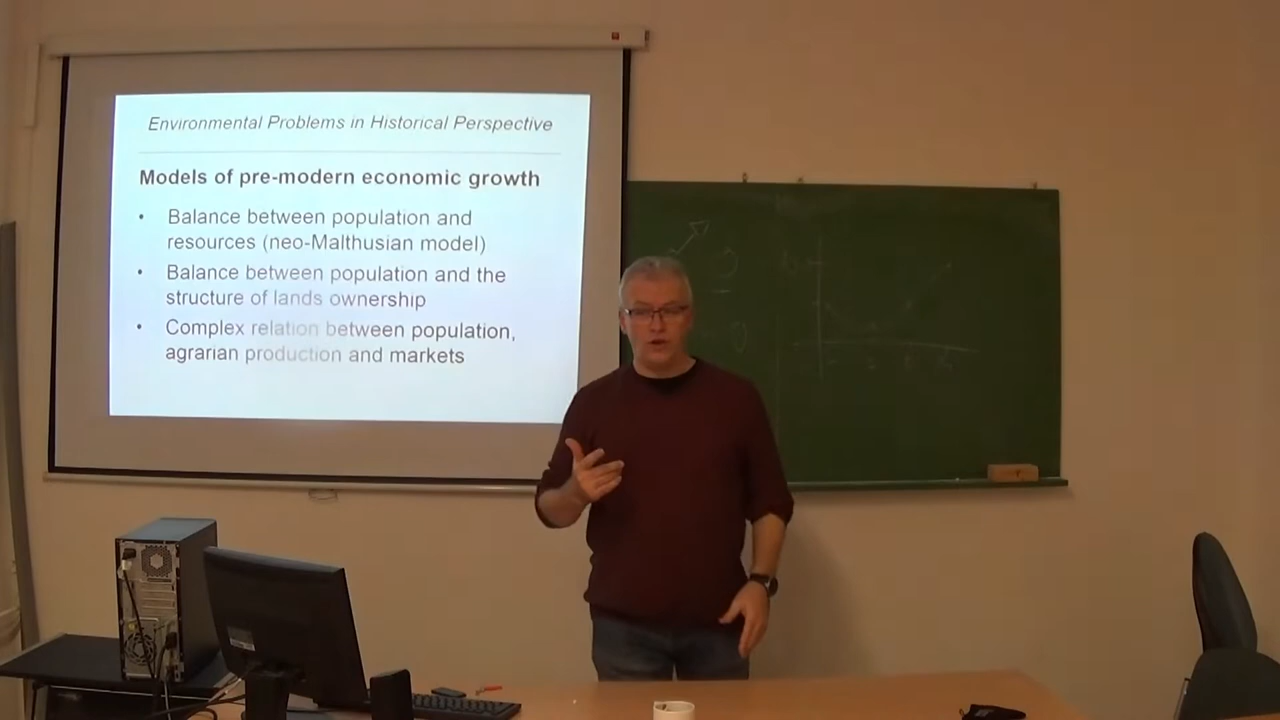 Environmental Problems in Historical Perspective
Models of pre-modern economic growth
• Balance between population and
resources (neo-Malthusian model)
• Balance between population and the
structure of lands ownership
• Complex relation between population,
agrarian production and markets